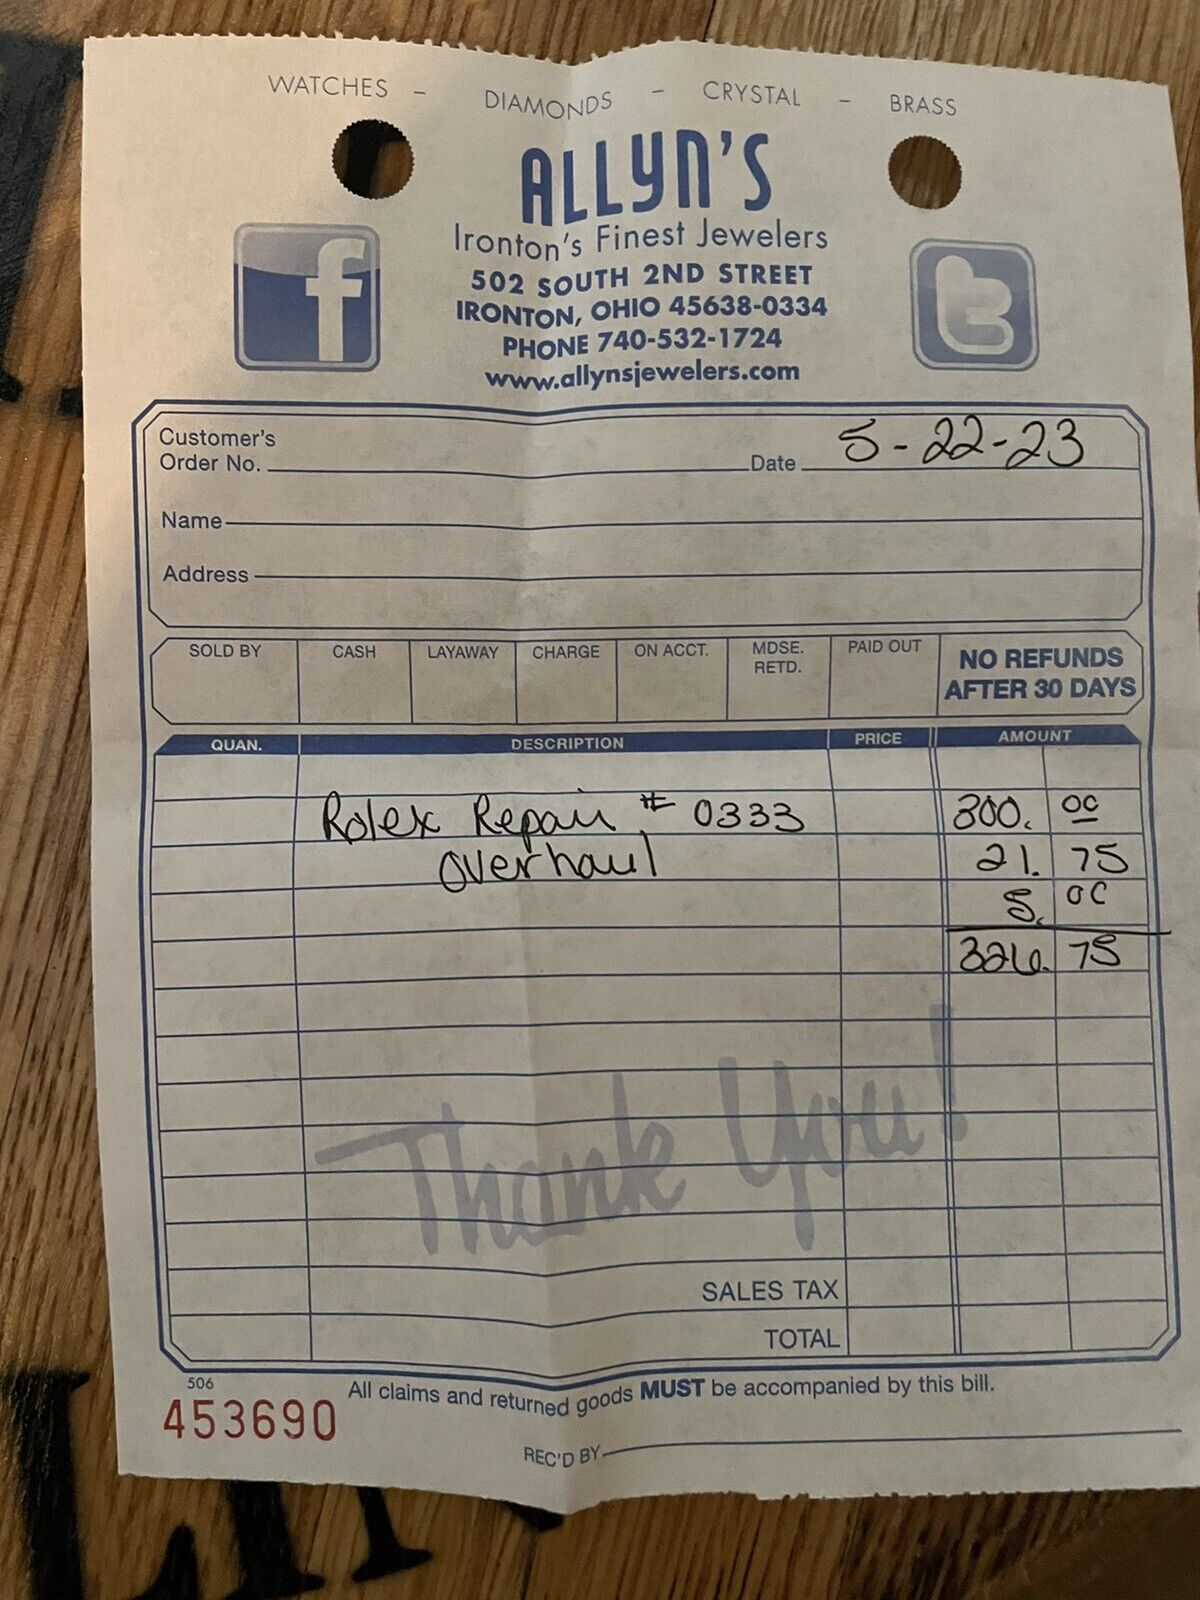 WATCHES – DIAMONDS – CRYSTAL – BRASS
ALLYN'S
Ironton's Finest Jewelers
502 SOUTH 2ND STREET
IRONTON, OHIO 45638-0334
PHONE 740-532-1724
www.allynsjewelers.com
f
t
Customer's
Order No. Date 5-22-23
Name
Address
SOLD BY CASH LAYAWAY CHARGE ON ACCT. MDSE. RETD. PAID OUT NO REFUNDS AFTER 30 DAYS
QUAN. DESCRIPTION PRICE AMOUNT
Rolex Repair # 0333 300. 00
Overhaul 21. 75
5. 00
326. 75
Thank You!
SALES TAX
TOTAL
506
453690
All claims and returned goods MUST be accompanied by this bill.
REC'D BY